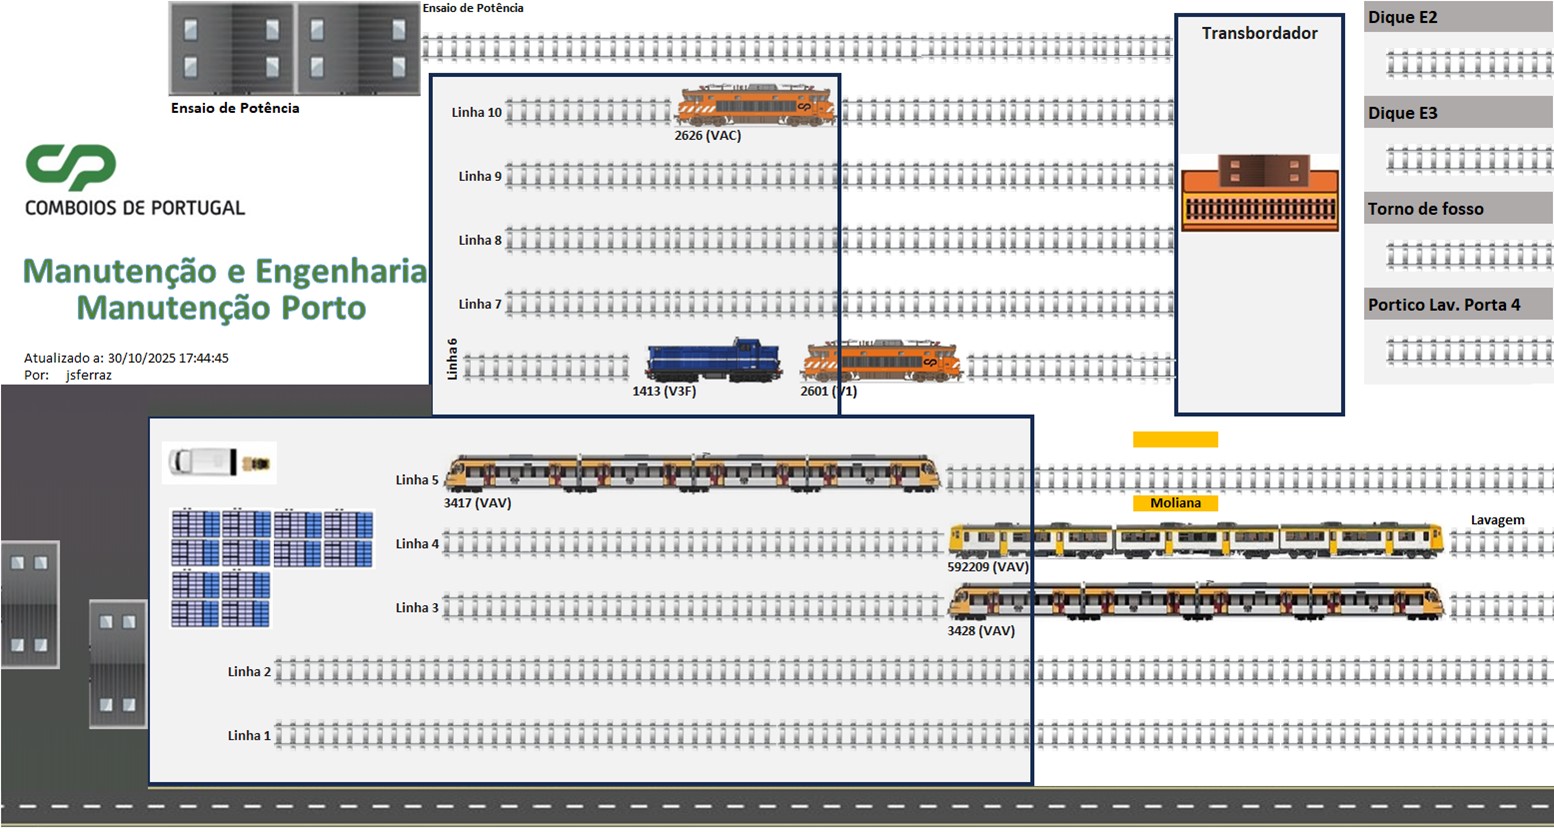 Ensaio de Potência
Ensaio de Potência
Transbordador
Dique E2
Dique E3
Torno de fosso
Portico Lav. Porta 4
CP
COMBOIOS DE PORTUGAL
Manutenção e Engenharia
Manutenção Porto
Atualizado a: 30/10/2025 17:44:45
Por: jsferraz
Linha 10
2626 (VAC)
Linha 9
Linha 8
Linha 7
Linha 6
1413 (V3F)
2601 (V1)
Linha 5
3417 (VAV)
Moliana
Lavagem
Linha 4
592209 (VAV)
Linha 3
3428 (VAV)
Linha 2
Linha 1